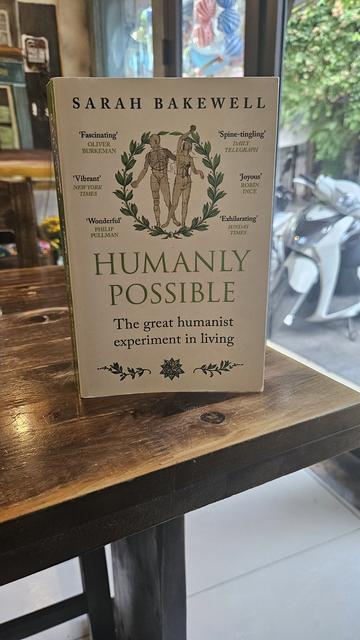 SARAH BAKEWELL
'Fascinating'
OLIVER
BURKEMAN
'Spine-tingling'
DAILY
TELEGRAPH
'Vibrant'
NEW YORK
TIMES
'Joyous'
ROBIN
INCE
'Wonderful'
PHILIP
PULLMAN
'Exhilarating'
SUNDAY
TIMES
HUMANLY
POSSIBLE
The great humanist
experiment in living